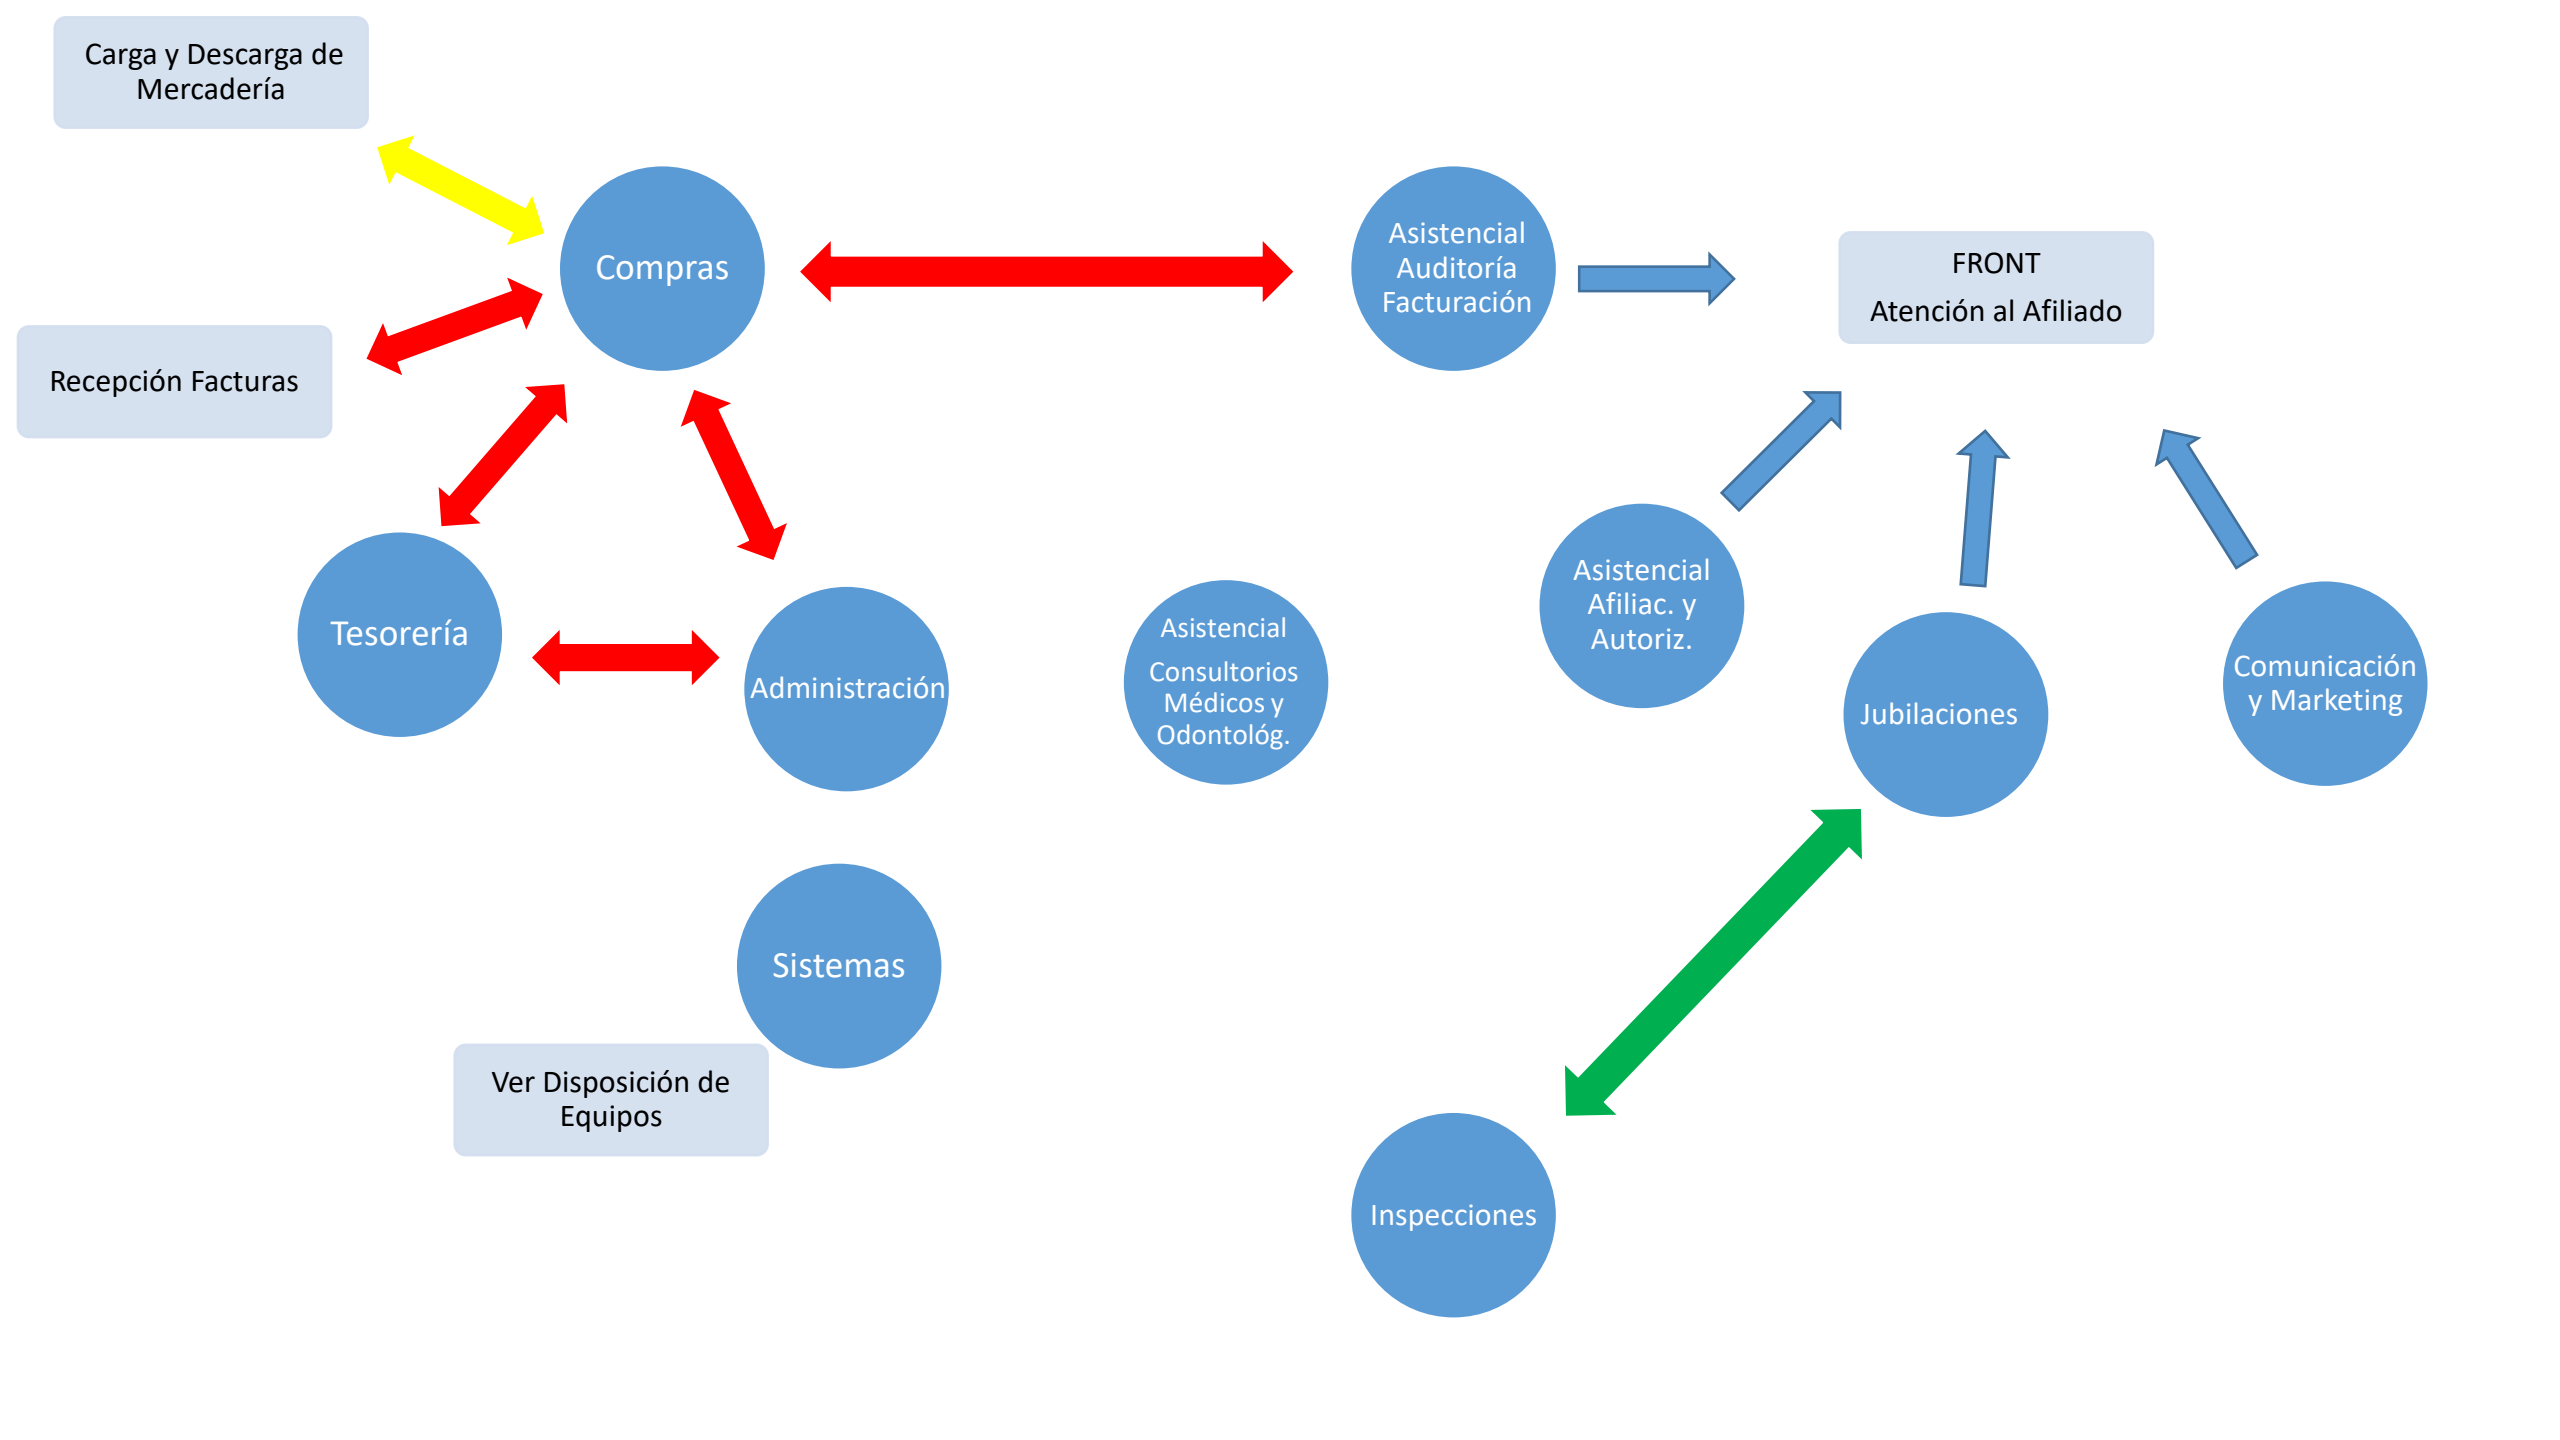 Carga y Descarga de
Mercadería
Compras
Asistencial
Auditoría
Facturación
FRONT
Atención al Afiliado
Recepción Facturas
Tesorería
Administración
Asistencial
Consultorios
Médicos y
Odontológ.
Asistencial
Afiliac. y
Autoriz.
Jubilaciones
Comunicación
y Marketing
Sistemas
Ver Disposición de
Equipos
Inspecciones